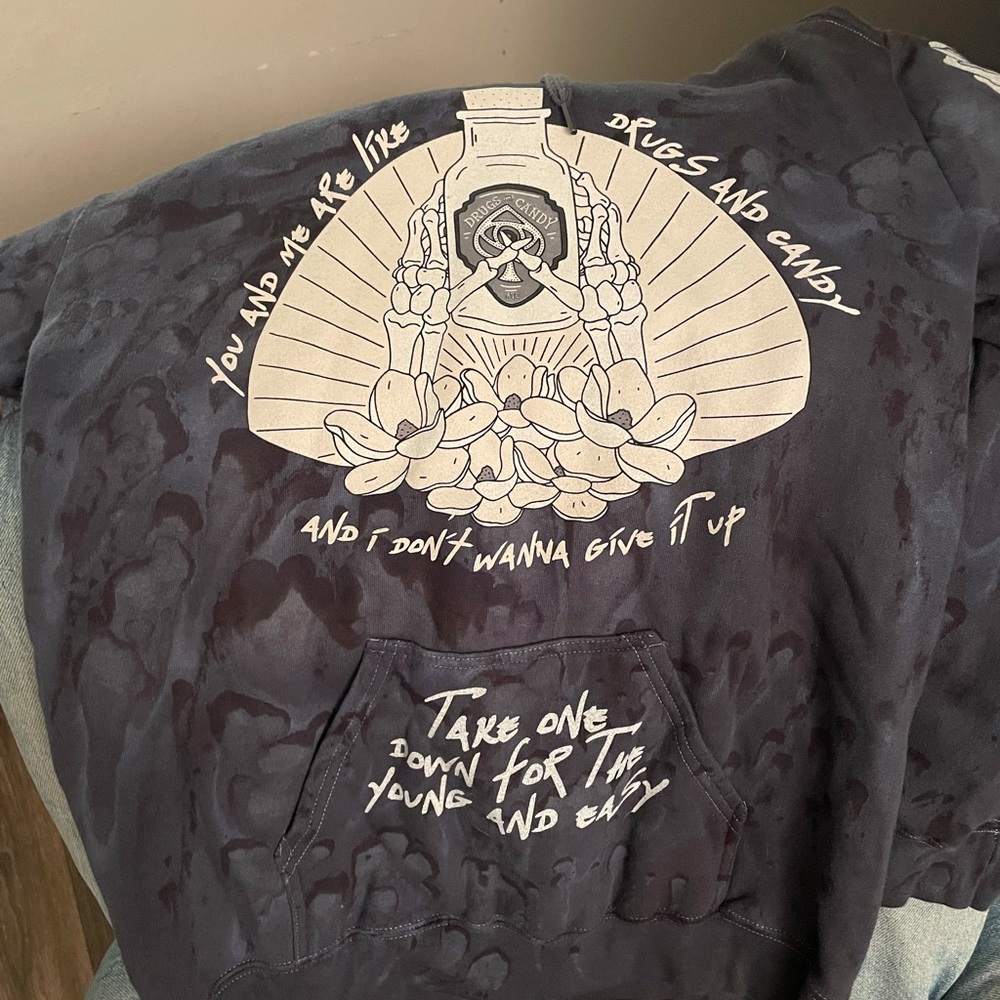 YOU AND ME ARE LIKE
DRUGS AND CANDY
DRUGS AND CANDY
AND I DON'T WANNA GIVE IT UP
TAKE ONE
DOWN FOR THE
YOUNG AND EASY